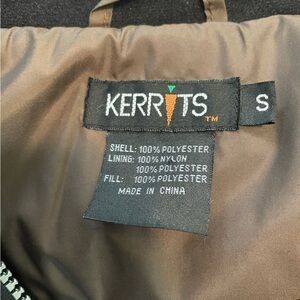 KERRITS TM
S
SHELL: 100% POLYESTER
LINING: 100% NYLON
100% POLYESTER
FILL: 100% POLYESTER
MADE IN CHINA